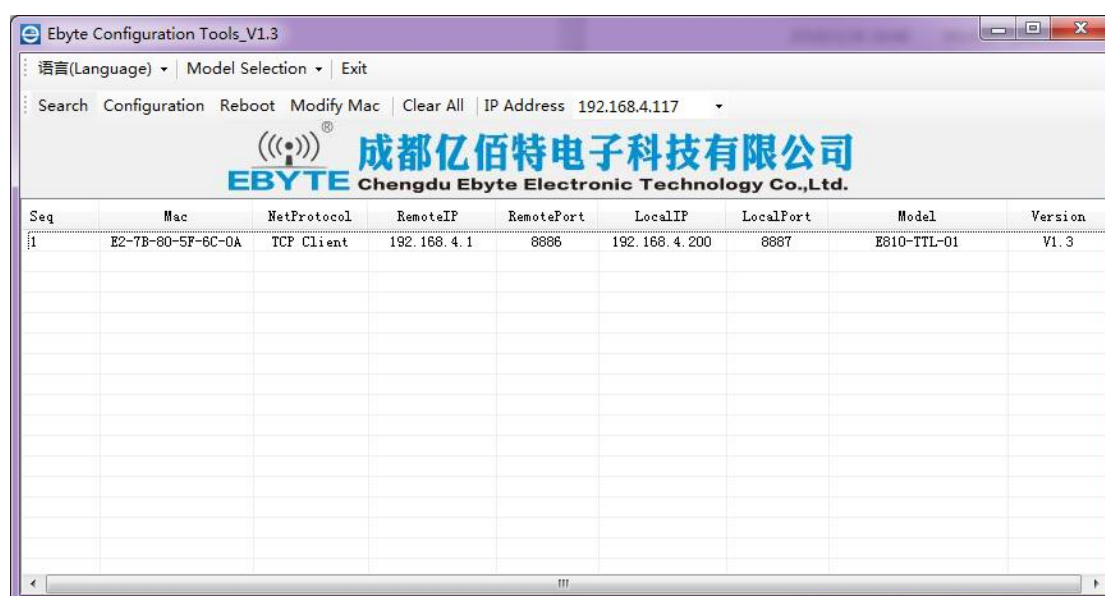 Ebyte Configuration Tools_V1.3
语言(Language) Model Selection Exit
Search Configuration Reboot Modify Mac Clear All IP Address 192.168.4.117
®
成都亿佰特电子科技有限公司
EBYTE Chengdu Ebyte Electronic Technology Co.,Ltd.
Seq Mac NetProtocol RemoteIP RemotePort LocalIP LocalPort Model Version
1 E2-7B-80-5F-6C-0A TCP Client 192.168.4.1 8886 192.168.4.200 8887 E810-TTL-01 V1.3